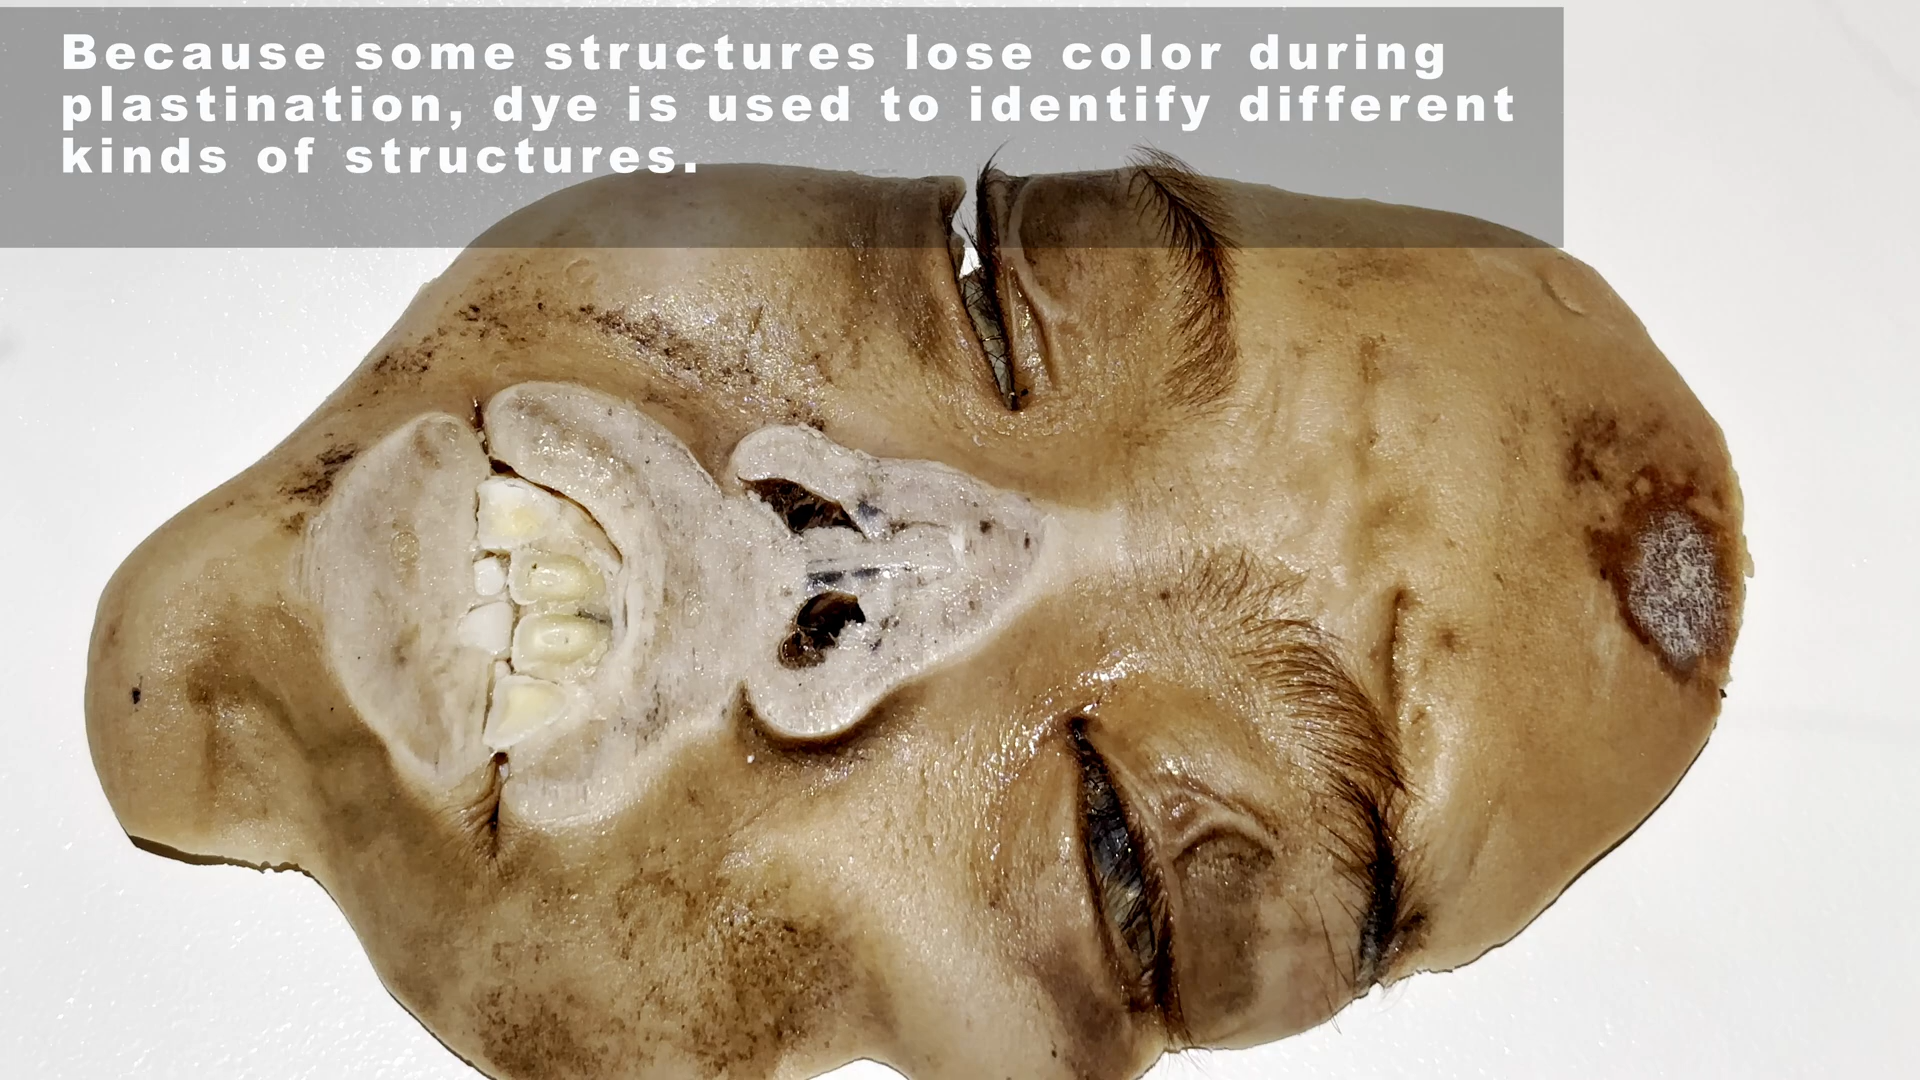 Because some structures lose color during
plastination, dye is used to identify different
kinds of structures.